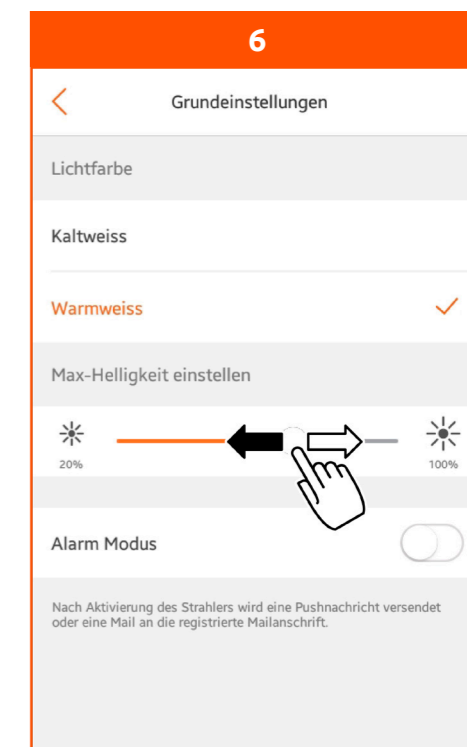 6
Grundeinstellungen
Lichtfarbe
Kaltweiss
Warmweiss
Max-Helligkeit einstellen
20%
100%
Alarm Modus
Nach Aktivierung des Strahlers wird eine Pushnachricht versendet
oder eine Mail an die registrierte Mailanschrift.